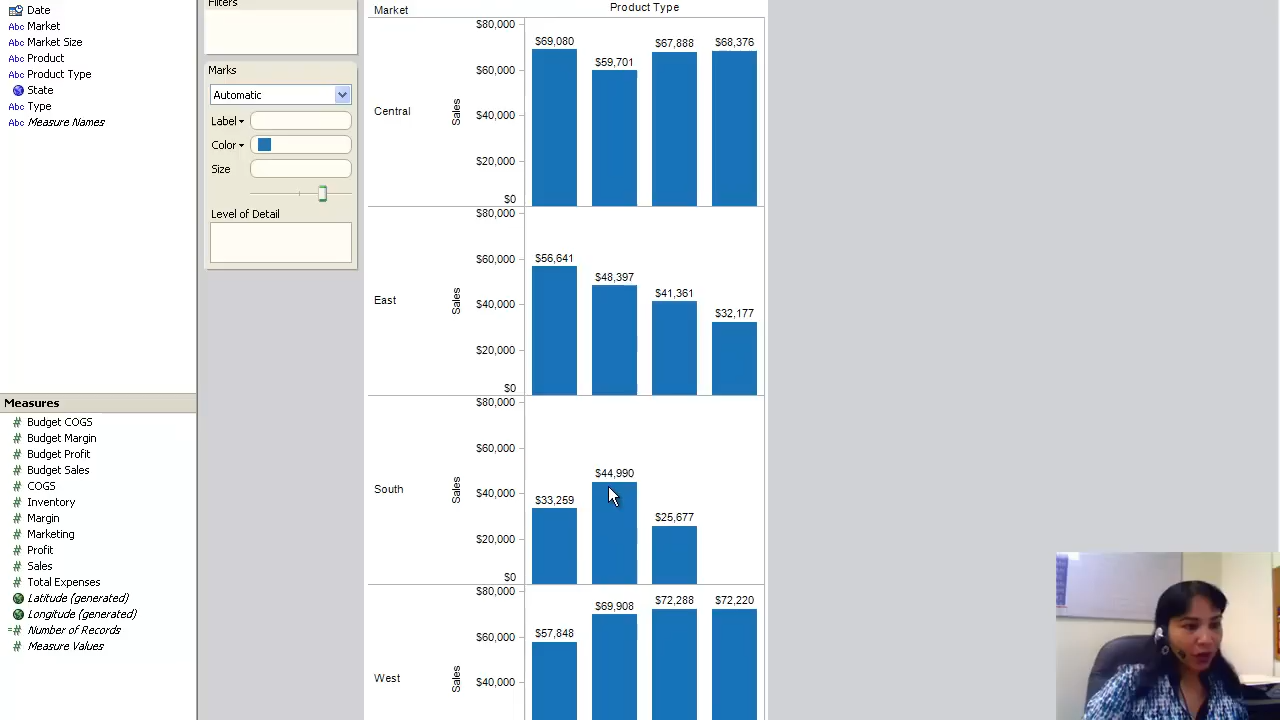 Date
Abc Market
Abc Market Size
Abc Product
Abc Product Type
State
Abc Type
Abc Measure Names
Measures
# Budget COGS
# Budget Margin
# Budget Profit
# Budget Sales
# COGS
# Inventory
# Margin
# Marketing
# Profit
# Sales
# Total Expenses
Latitude (generated)
Longitude (generated)
=# Number of Records
# Measure Values
Filters
Marks
Automatic
Label
Color
Size
Level of Detail
Market
Product Type
Central
Sales
$80,000
$60,000
$40,000
$20,000
$0
$69,080
$59,701
$67,888
$68,376
East
Sales
$80,000
$60,000
$40,000
$20,000
$0
$56,641
$48,397
$41,361
$32,177
South
Sales
$80,000
$60,000
$40,000
$20,000
$0
$33,259
$44,990
$25,677
West
Sales
$80,000
$60,000
$40,000
$57,848
$69,908
$72,288
$72,220